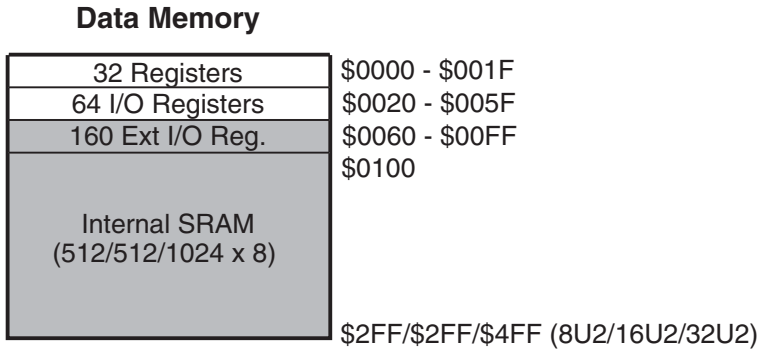 Data Memory
32 Registers $0000 - $001F
64 I/O Registers $0020 - $005F
160 Ext I/O Reg. $0060 - $00FF
$0100
Internal SRAM
(512/512/1024 x 8)
$2FF/$2FF/$4FF (8U2/16U2/32U2)